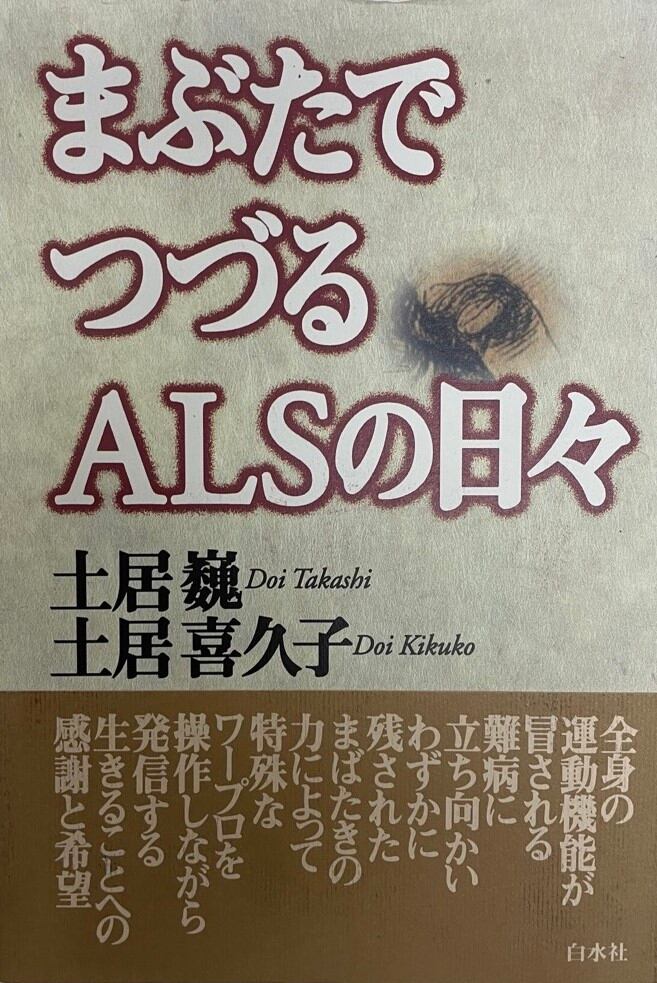 まぶたで
つづる
ALSの日々
土居 巍 Doi Takashi
土居 喜久子 Doi Kikuko
全身の
運動機能が
冒される
難病に
立ち向かい
わずかに
残された
まばたきの
力によって
特殊な
ワープロを
操作しながら
発信する
生きることへの
感謝と希望
白水社